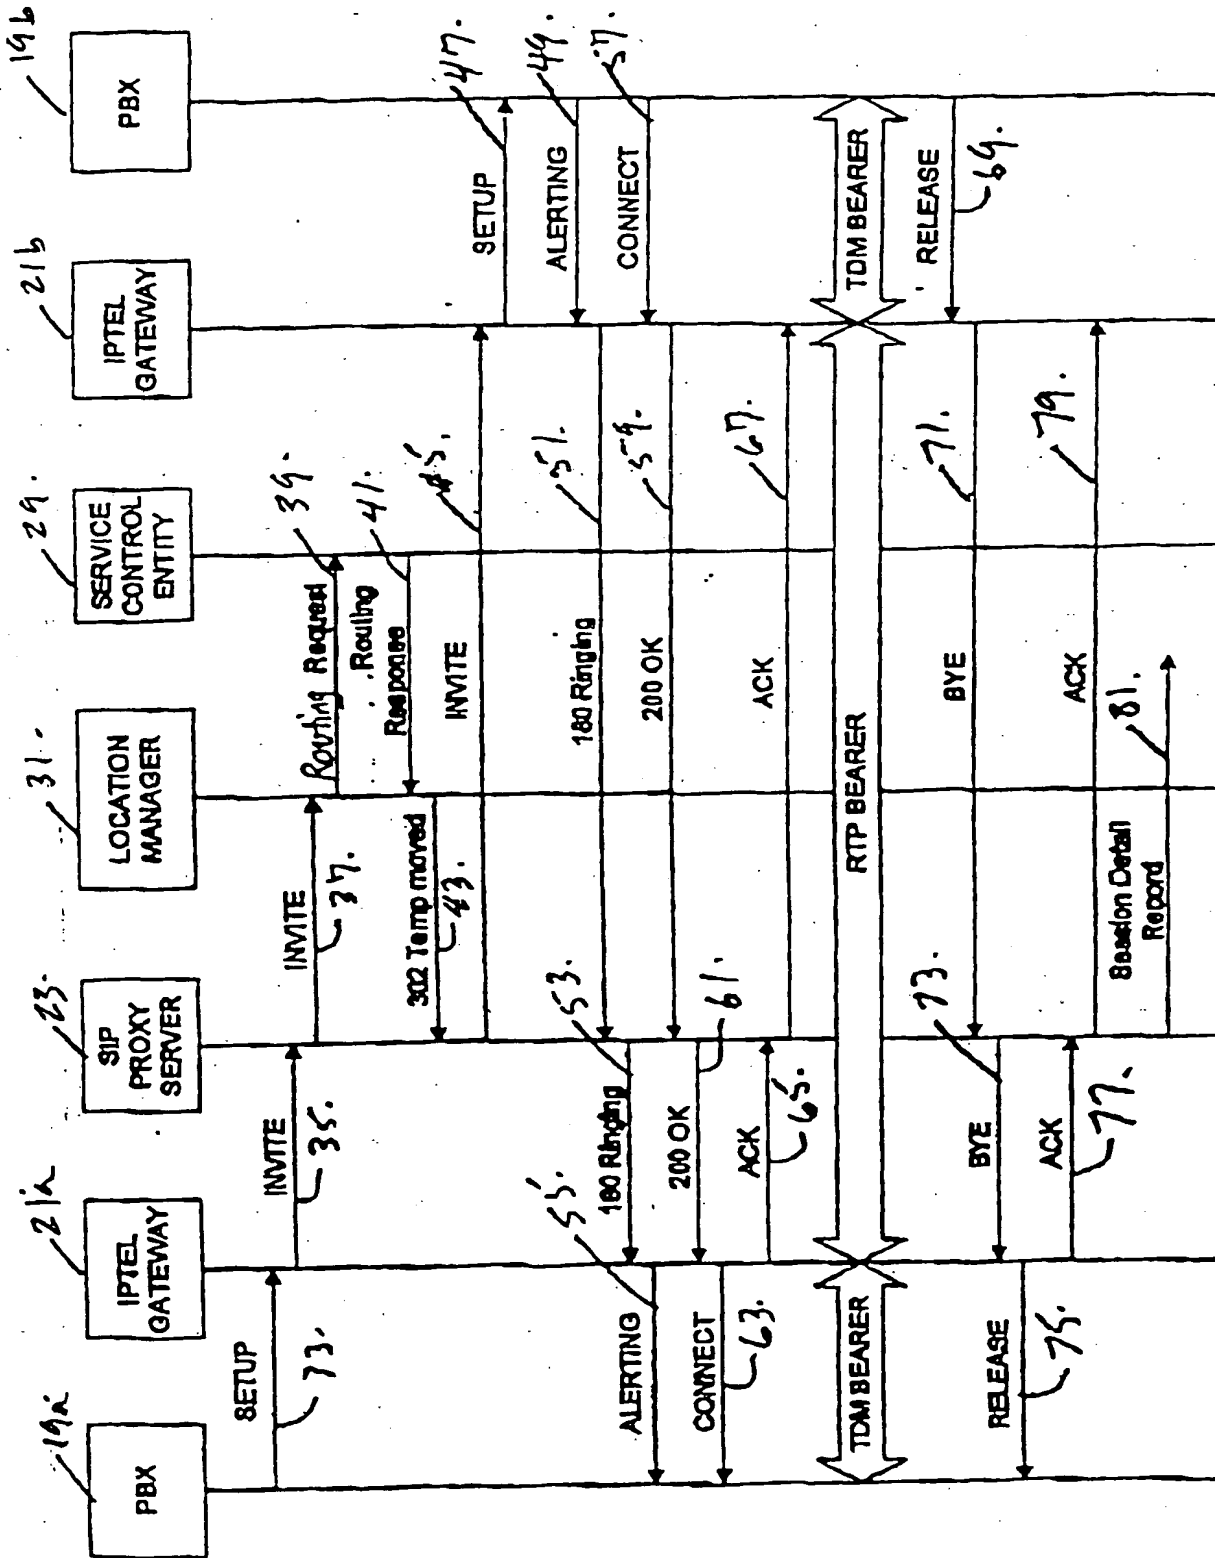 19a
PBX
21a
IPTEL
GATEWAY
23.
SIP
PROXY
SERVER
31.
LOCATION
MANAGER
29.
SERVICE
CONTROL
ENTITY
21b
IPTEL
GATEWAY
19b
PBX
SETUP
73.
INVITE
35.
INVITE
37.
Routing Request
39.
Routing
Response
41.
302 Temp moved
43.
INVITE
45.
SETUP
47.
ALERTING
49.
180 Ringing
51.
180 Ringing
53.
ALERTING
55.
CONNECT
57.
200 OK
59.
200 OK
61.
CONNECT
63.
ACK
65.
ACK
67.
TDM BEARER
RTP BEARER
TDM BEARER
RELEASE
69.
BYE
71.
BYE
73.
RELEASE
75.
ACK
77.
ACK
79.
Session Detail
Record
81.